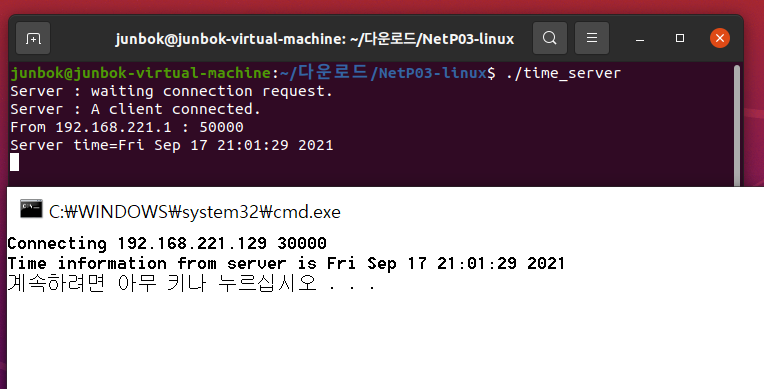 junbok@junbok-virtual-machine: ~/다운로드/NetP03-linux
junbok@junbok-virtual-machine:~/다운로드/NetP03-linux$ ./time_server
Server : waiting connection request.
Server : A client connected.
From 192.168.221.1 : 50000
Server time=Fri Sep 17 21:01:29 2021
C:₩WINDOWS₩system32₩cmd.exe
Connecting 192.168.221.129 30000
Time information from server is Fri Sep 17 21:01:29 2021
계속하려면 아무 키나 누르십시오 . . .